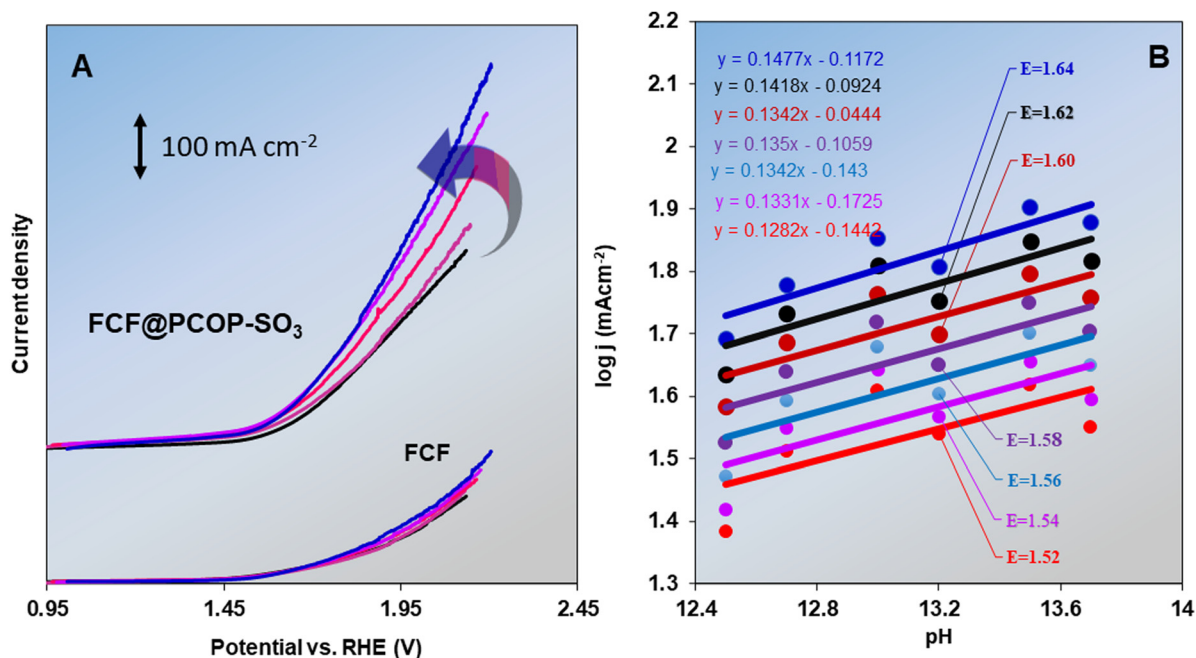 A
100 mA cm-2
FCF@PCOP-SO3
FCF
Current density
0.95
1.45
1.95
2.45
Potential vs. RHE (V)
B
y = 0.1477x - 0.1172
y = 0.1418x - 0.0924
y = 0.1342x - 0.0444
y = 0.135x - 0.1059
y = 0.1342x - 0.143
y = 0.1331x - 0.1725
y = 0.1282x - 0.1442
E=1.64
E=1.62
E=1.60
E=1.58
E=1.56
E=1.54
E=1.52
log j (mAcm-2)
2.2
2.1
2
1.9
1.8
1.7
1.6
1.5
1.4
1.3
12.4
12.8
13.2
13.6
14
pH